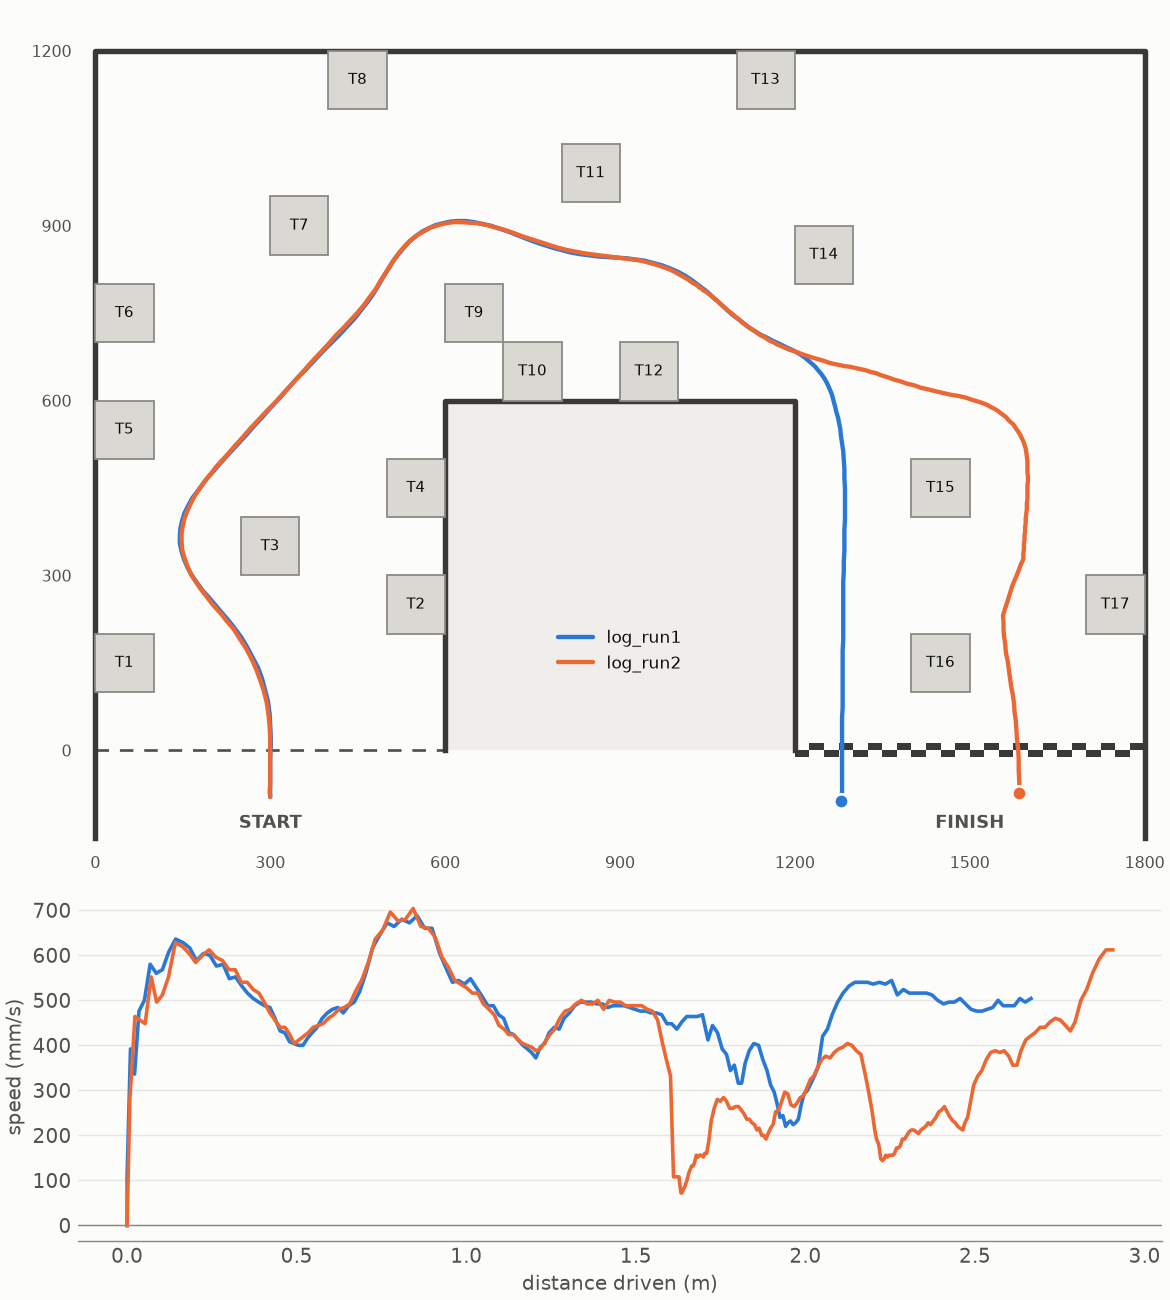 1200
T8
T13
T11
T7
900
T14
T6
T9
T10
T12
600
T5
T4
T15
T3
300
T2
T17
log_run1
T1
log_run2
T16
0
START
FINISH
0 300 600 900 1200 1500 1800
700
600
500
400
300
200
100
0
speed (mm/s)
0.0 0.5 1.0 1.5 2.0 2.5 3.0
distance driven (m)